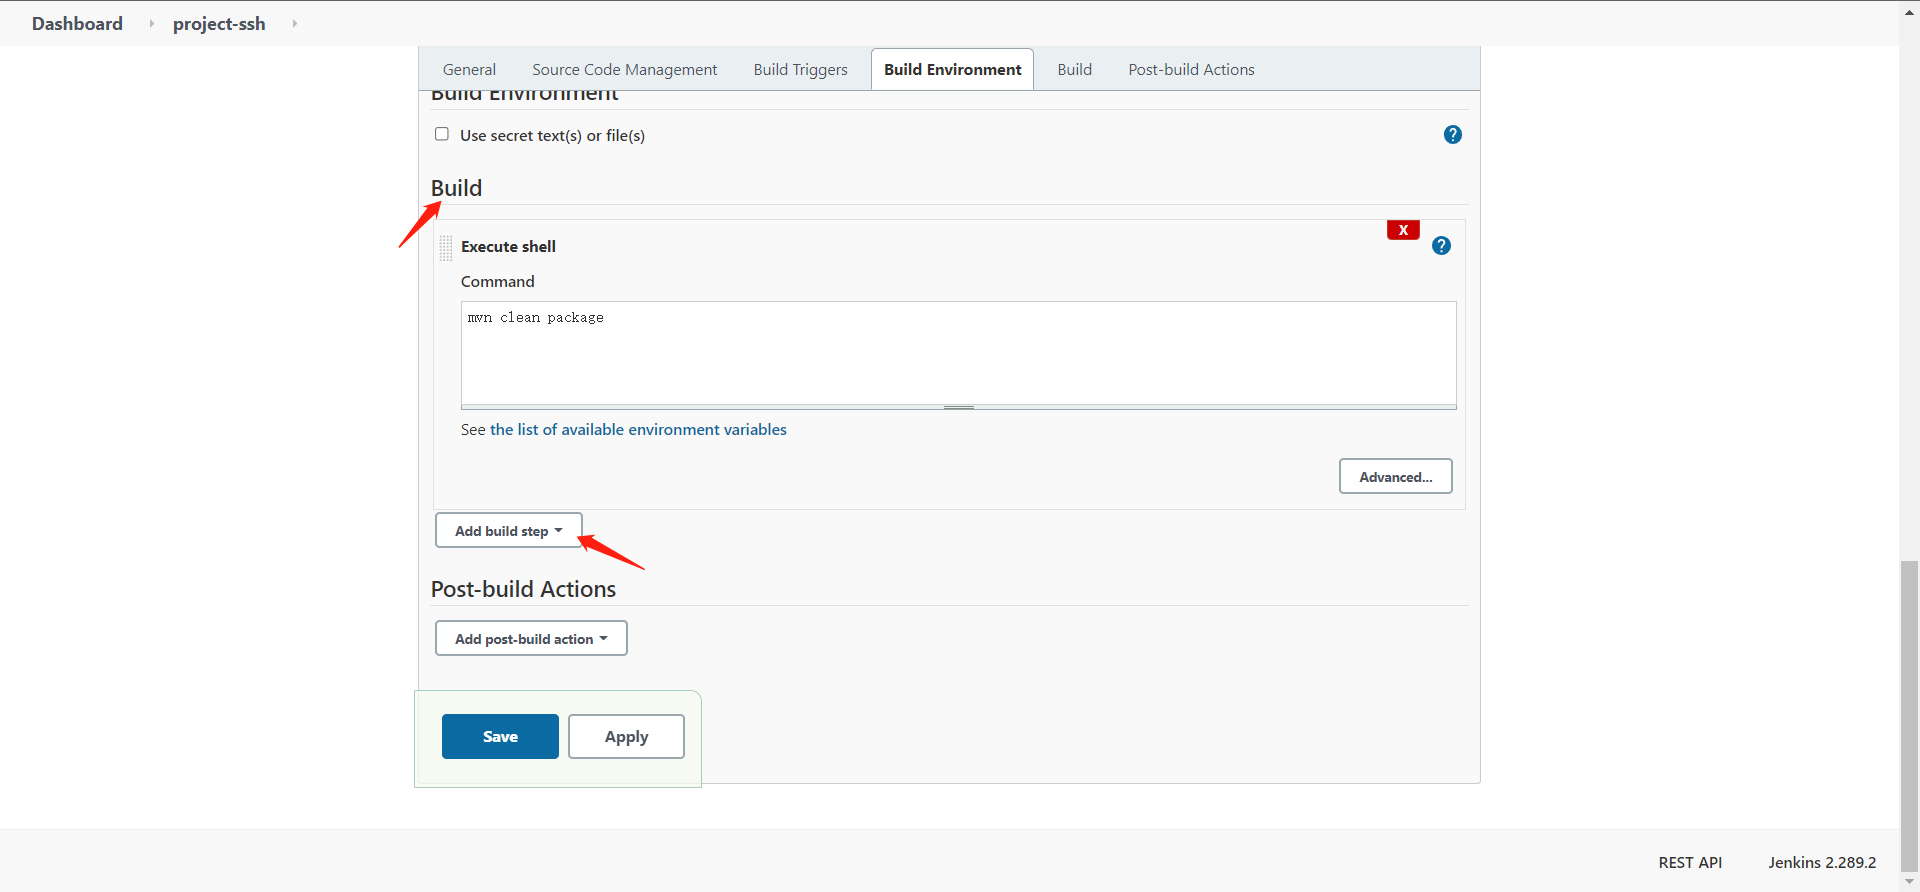 Dashboard project-ssh
General Source Code Management Build Triggers Build Environment Build Post-build Actions
Build Environment
Use secret text(s) or file(s) ?
Build
X
Execute shell ?
Command
mvn clean package
See the list of available environment variables
Advanced...
Add build step
Post-build Actions
Add post-build action
Save Apply
REST API Jenkins 2.289.2